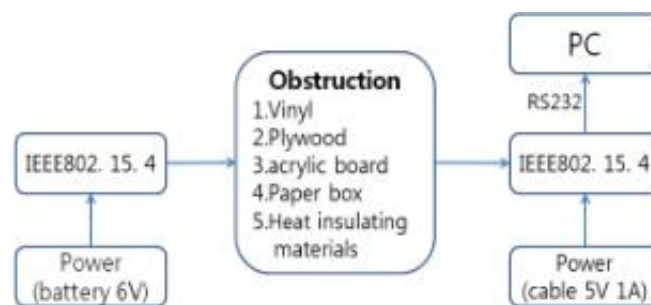 PC
RS232
Obstruction
1.Vinyl
2.Plywood
3.acrylic board
4.Paper box
5.Heat insulating
materials
IEEE802. 15. 4
IEEE802. 15. 4
Power
(battery 6V)
Power
(cable 5V 1A)